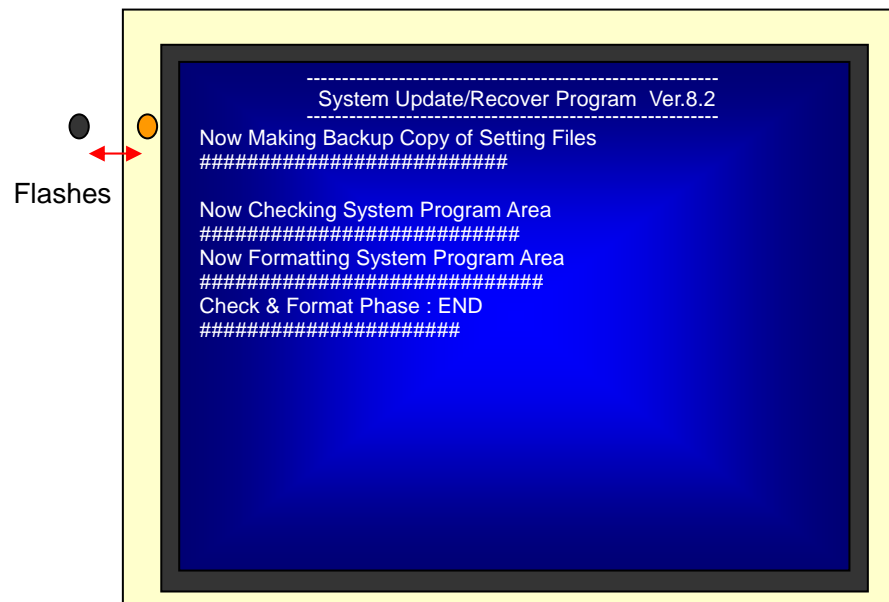 ----------------------------------------------------------
System Update/Recover Program  Ver.8.2
----------------------------------------------------------
Now Making Backup Copy of Setting Files
##########################
Flashes
Now Checking System Program Area
###########################
Now Formatting System Program Area
#############################
Check & Format Phase : END
######################